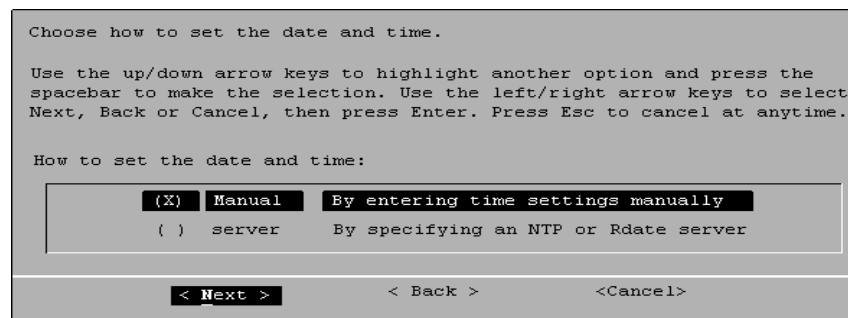 Choose how to set the date and time.
Use the up/down arrow keys to highlight another option and press the
spacebar to make the selection. Use the left/right arrow keys to select
Next, Back or Cancel, then press Enter. Press Esc to cancel at anytime.
How to set the date and time:
(X) Manual By entering time settings manually
( ) server By specifying an NTP or Rdate server
< Next > < Back > <Cancel>